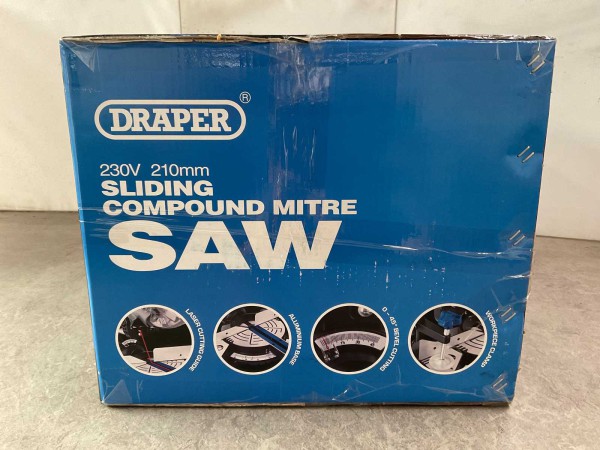 DRAPER®
230V 210mm
SLIDING
COMPOUND MITRE
SAW
LASER CUTTING GUIDE
ALUMINIUM BASE
0 - 45° BEVEL CUTTING
WORKPIECE CLAMP